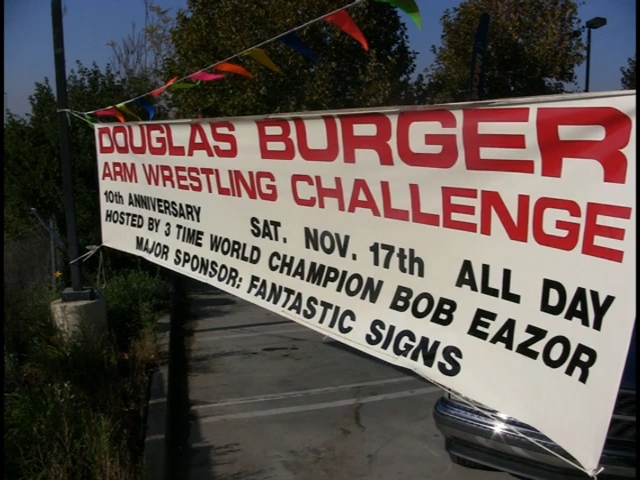 DOUGLAS BURGER
ARM WRESTLING CHALLENGE
10th ANNIVERSARY SAT. NOV. 17th ALL DAY
HOSTED BY 3 TIME WORLD CHAMPION BOB EAZOR
MAJOR SPONSOR: FANTASTIC SIGNS